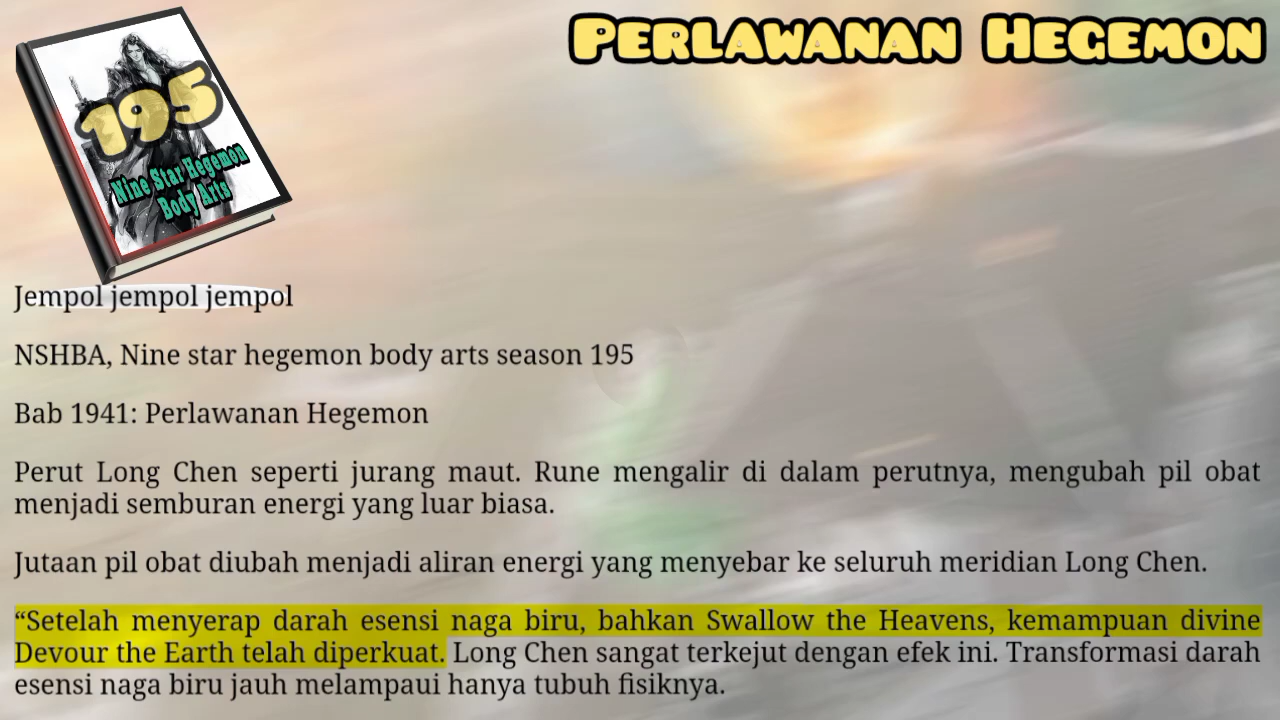 Perlawanan Hegemon
195
Nine Star Hegemon
Body Arts
Jempol jempol jempol
NSHBA, Nine star hegemon body arts season 195
Bab 1941: Perlawanan Hegemon
Perut Long Chen seperti jurang maut. Rune mengalir di dalam perutnya, mengubah pil obat
menjadi semburan energi yang luar biasa.
Jutaan pil obat diubah menjadi aliran energi yang menyebar ke seluruh meridian Long Chen.
“Setelah menyerap darah esensi naga biru, bahkan Swallow the Heavens, kemampuan divine
Devour the Earth telah diperkuat. Long Chen sangat terkejut dengan efek ini. Transformasi darah
esensi naga biru jauh melampaui hanya tubuh fisiknya.